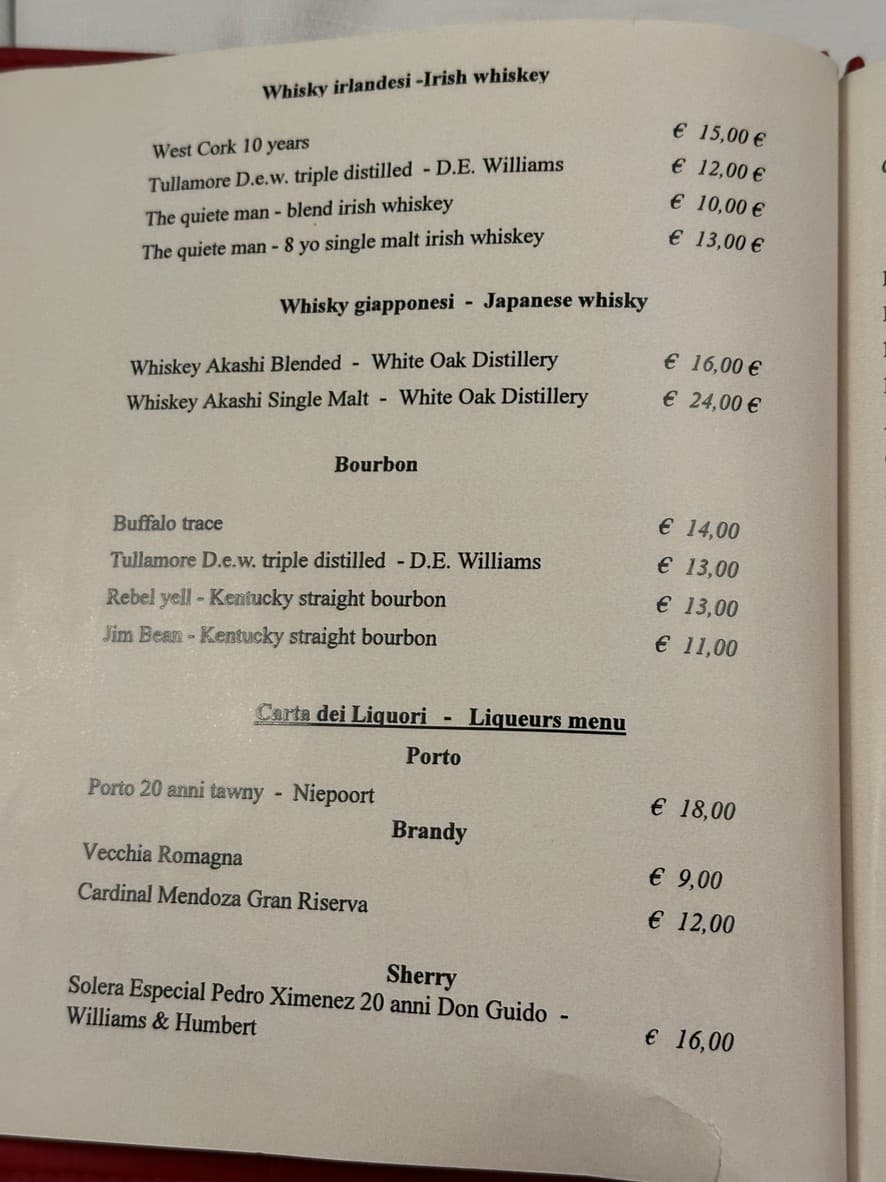 Whisky irlandesi -Irish whiskey
West Cork 10 years € 15,00 €
Tullamore D.e.w. triple distilled - D.E. Williams € 12,00 €
The quiete man - blend irish whiskey € 10,00 €
The quiete man - 8 yo single malt irish whiskey € 13,00 €
Whisky giapponesi - Japanese whisky
Whiskey Akashi Blended - White Oak Distillery € 16,00 €
Whiskey Akashi Single Malt - White Oak Distillery € 24,00 €
Bourbon
Buffalo trace € 14,00
Tullamore D.e.w. triple distilled - D.E. Williams € 13,00
Rebel yell - Kentucky straight bourbon € 13,00
Jim Bean - Kentucky straight bourbon € 11,00
Carta dei Liquori - Liqueurs menu
Porto
Porto 20 anni tawny - Niepoort € 18,00
Brandy
Vecchia Romagna € 9,00
Cardinal Mendoza Gran Riserva € 12,00
Sherry
Solera Especial Pedro Ximenez 20 anni Don Guido -
Williams & Humbert € 16,00